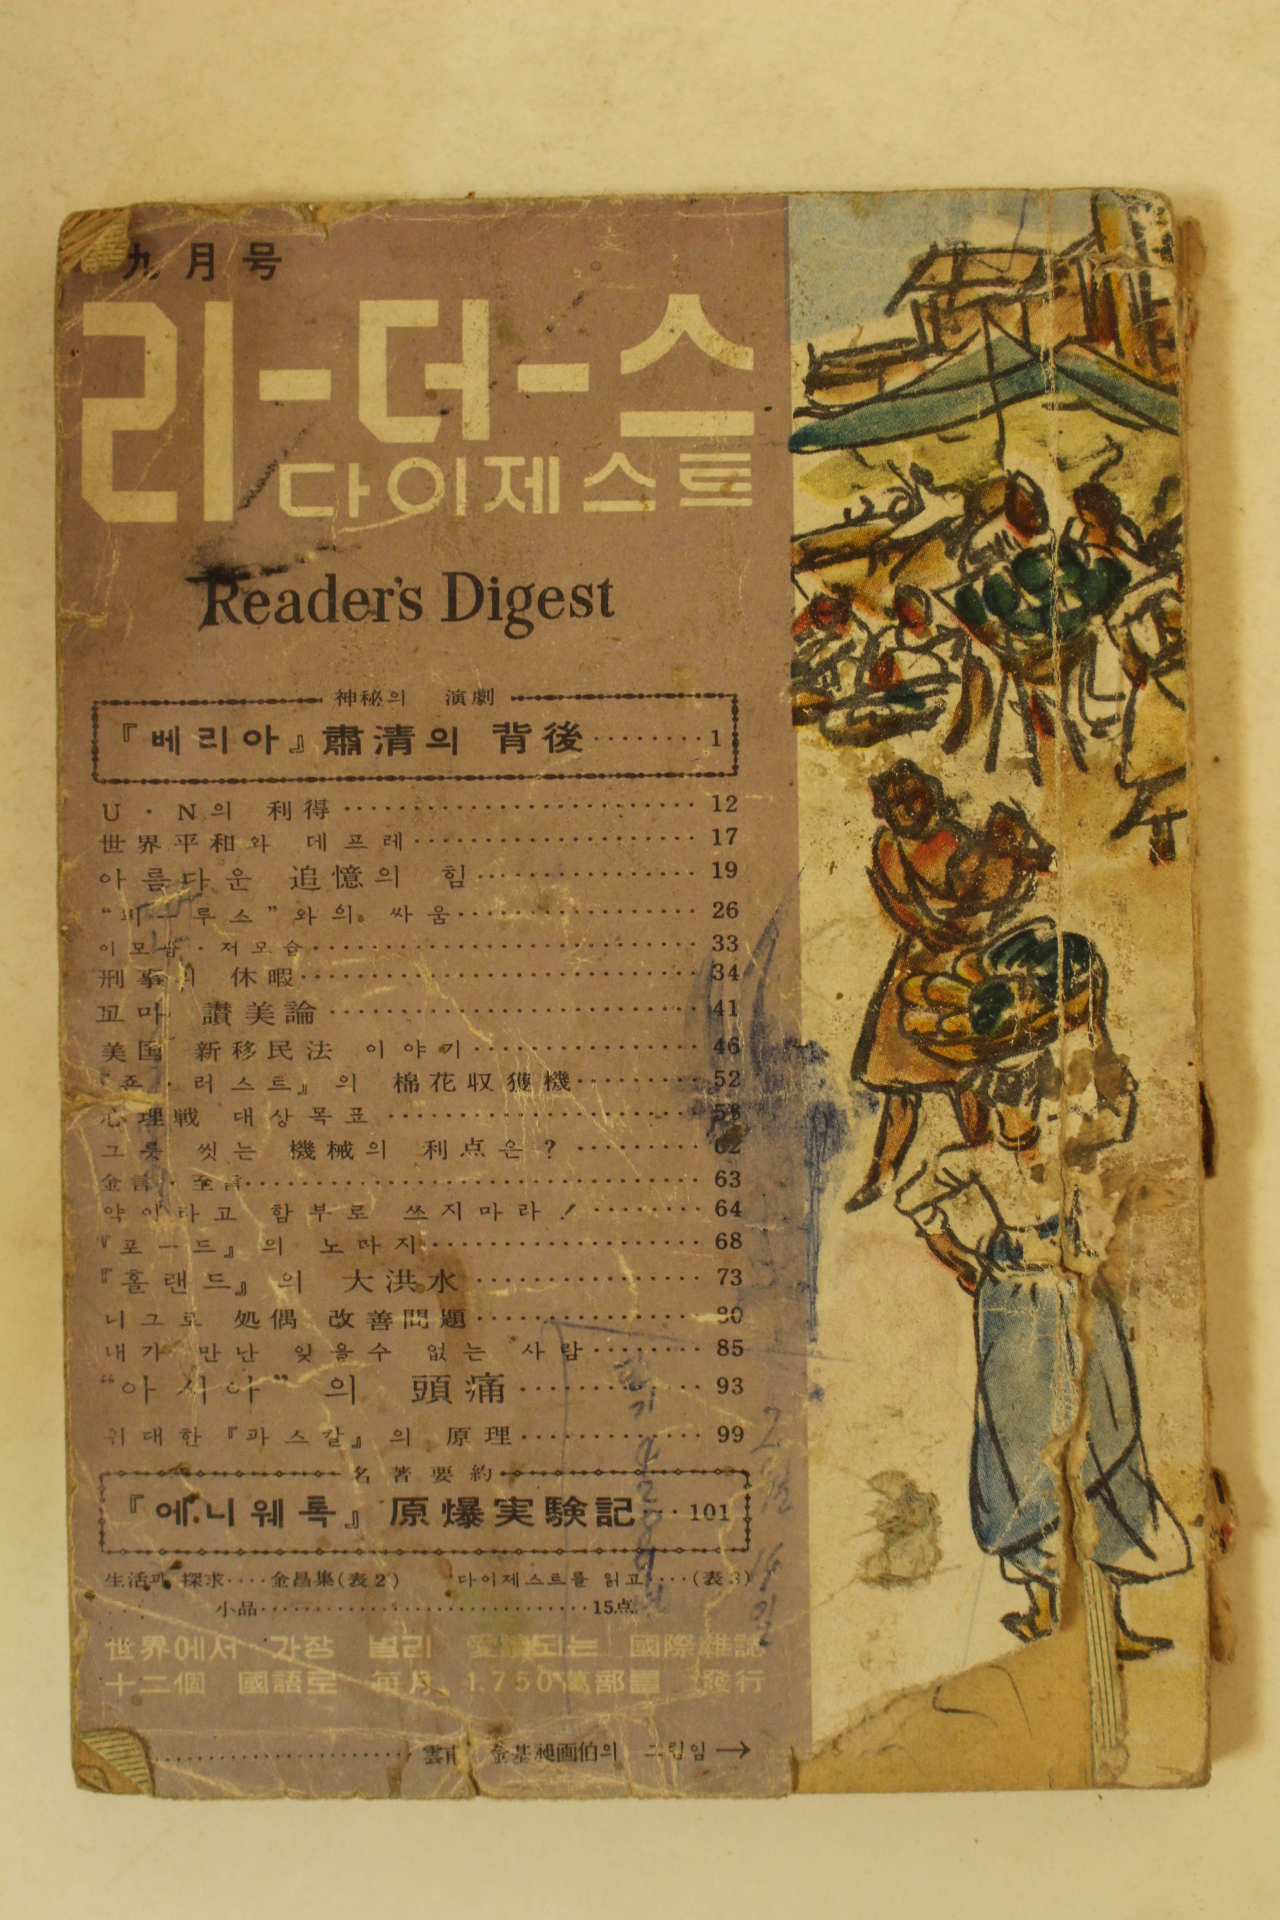 九月号
리-더-스
다이제스트
Reader's Digest
神秘의 演劇
『베리아』肅清의 背後········1
U·N의 利得························12
世界平和와 데프레···················17
아름다운 追憶의 힘···············19
루스"와의 싸움·················26
이모양·저모습··························33
休暇··························34
꼬마 讃美論·························41
美国 新移民法 이야기···············46
『죠·러스트』의 棉花収獲機·········52
心理戦 대상목표·····················58
그릇 씻는 機械의 利点은?·········62
金言·至言·····························63
약이라고 함부로 쓰지마라!········64
『포-드』의 노다지···················68
『홀랜드』의 大洪水···············73
니그로 処偶 改善問題···············80
내가 만난 잊을수 없는 사람········85
"아시아"의 頭痛·············93
위대한『파스칼』의 原理·············99
名著要約
『에니웨톡』原爆実験記···101
生活의 探求····金昌集(表2) 다이제스트를 읽고····(表3)
小品·····························15点
世界에서 가장 널리 愛讀되는 國際雜誌
十二個 國語로 每月 1.750萬部를 發行
金基昶画伯의 그림임→